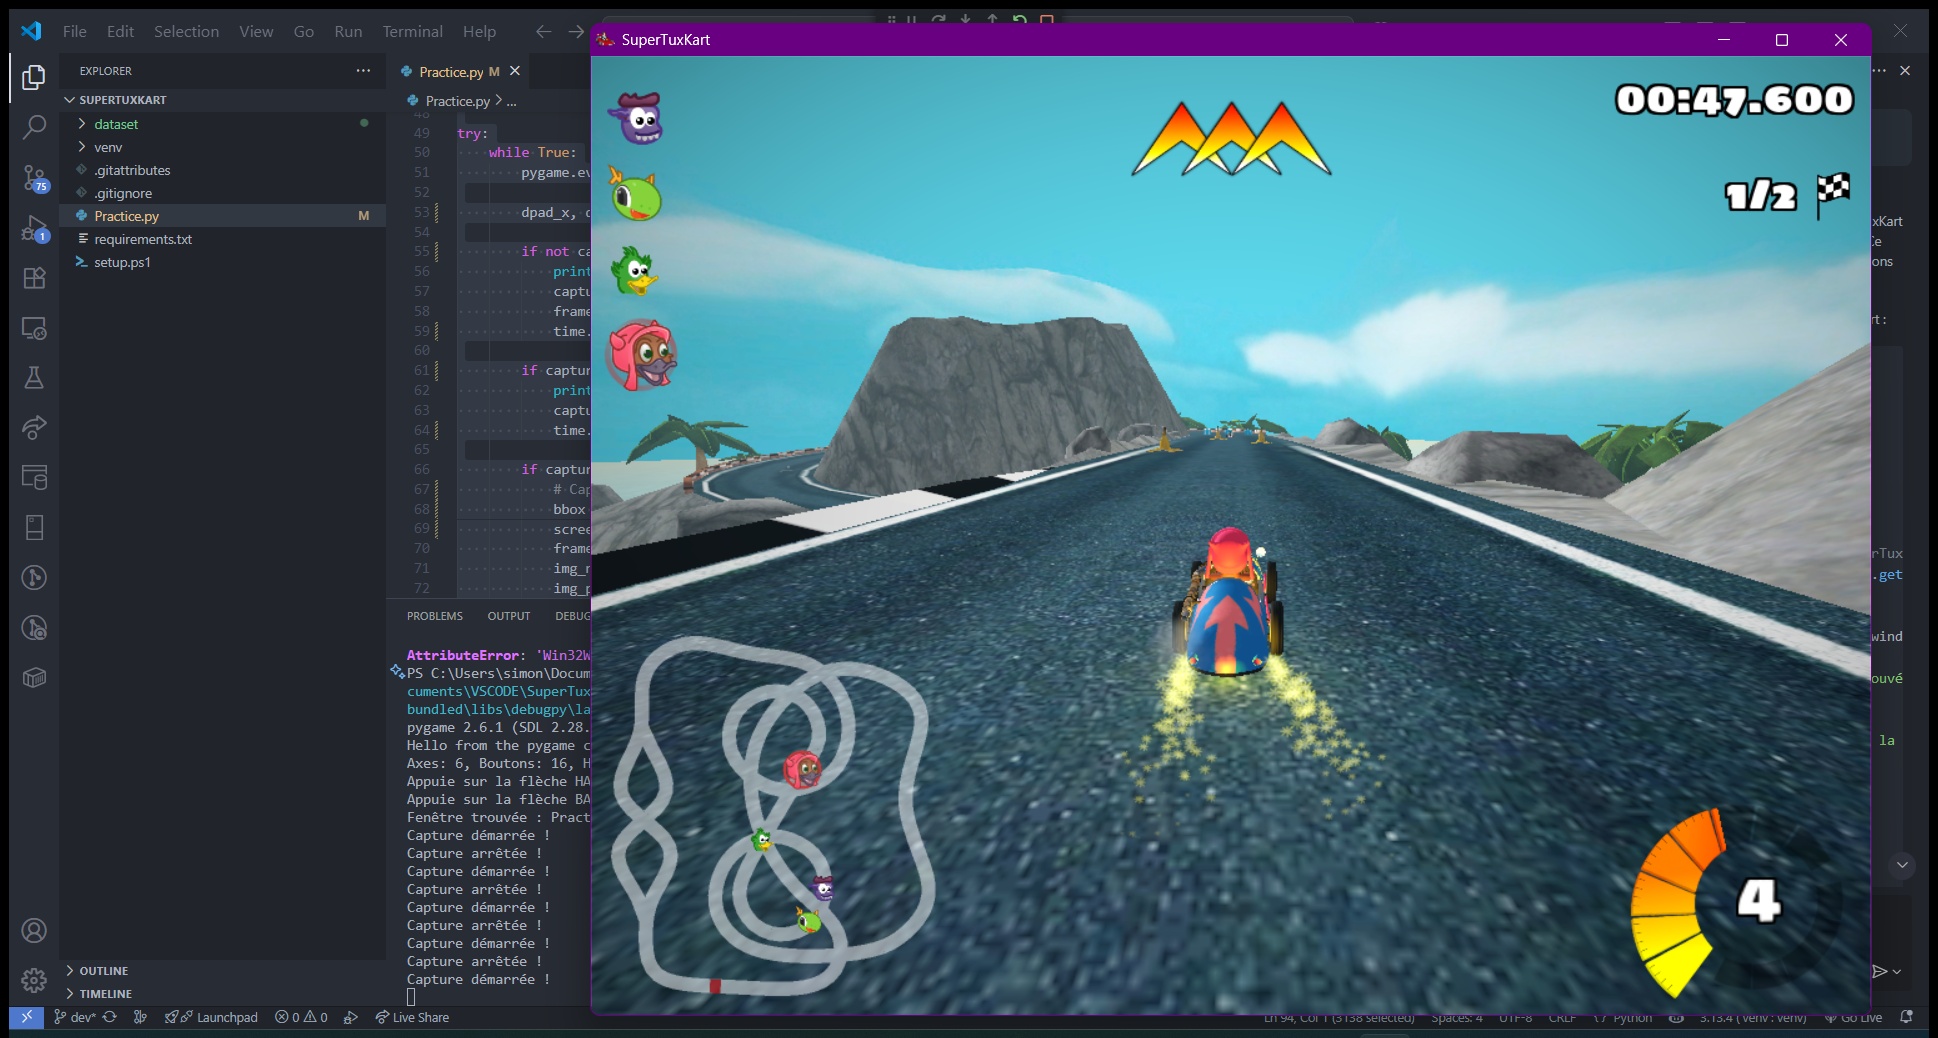 File Edit Selection View Go Run Terminal Help
SuperTuxKart
EXPLORER
SUPERTUXKART
dataset
venv
.gitattributes
.gitignore
Practice.py M
requirements.txt
setup.ps1
OUTLINE
TIMELINE
75
1
Practice.py M
Practice.py > ...
48
49 try:
50 while True:
51 pygame.ev
52
53 dpad_x, d
54
55 if not ca
56 print
57 captu
58 frame
59 time.
60
61 if captur
62 print
63 captu
64 time.
65
66 if captur
67 # Cap
68 bbox
69 scree
70 frame
71 img_n
72 img_p
PROBLEMS OUTPUT DEBUG
AttributeError: 'Win32W
PS C:\Users\simon\Docum
cuments\VSCODE\SuperTux
bundled\libs\debugpy\la
pygame 2.6.1 (SDL 2.28.
Hello from the pygame c
Axes: 6, Boutons: 16, H
Appuie sur la flèche HA
Appuie sur la flèche BA
Fenêtre trouvée : Pract
Capture démarrée !
Capture arrêtée !
Capture démarrée !
Capture arrêtée !
Capture démarrée !
Capture arrêtée !
Capture démarrée !
Capture arrêtée !
Capture démarrée !
00:47.600
1/2
4
xKart
ons
rt:
rTux
.get
wind
ouvé
la
dev* Launchpad 0 0 Live Share
Ln 94, Col 1 (3138 selected) Spaces: 4 UTF-8 CRLF Python 3.13.4 ('venv': venv) Go Live